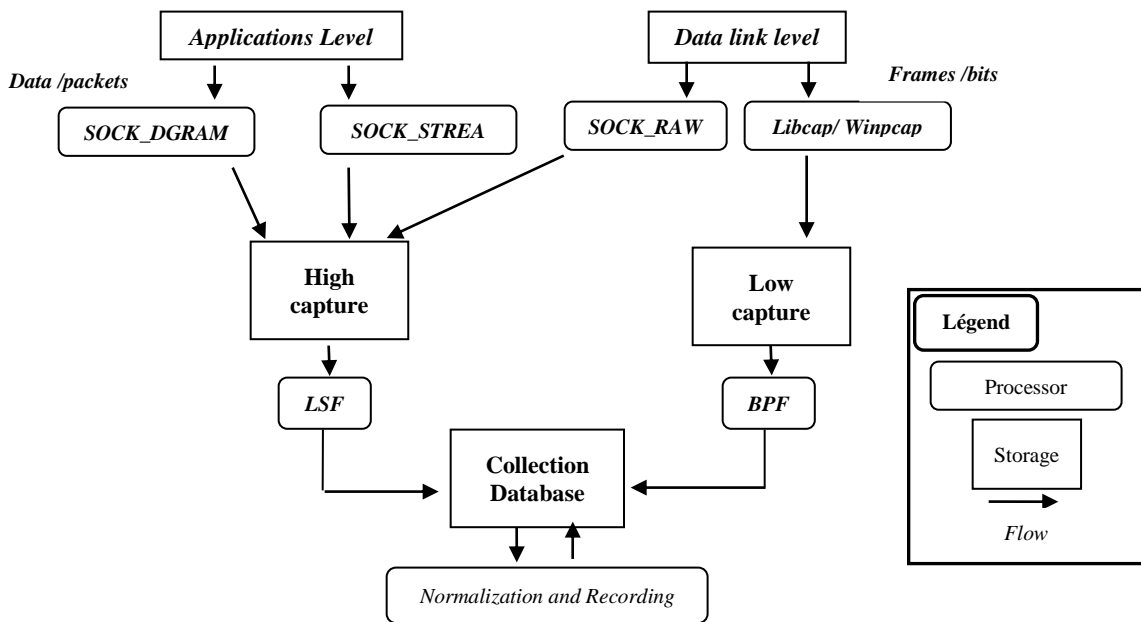 Applications Level
Data link level
Data /packets
Frames /bits
SOCK_DGRAM
SOCK_STREA
SOCK_RAW
Libcap/ Winpcap
High
capture
Low
capture
Légend
Processor
LSF
BPF
Storage
Collection
Database
Flow
Normalization and Recording